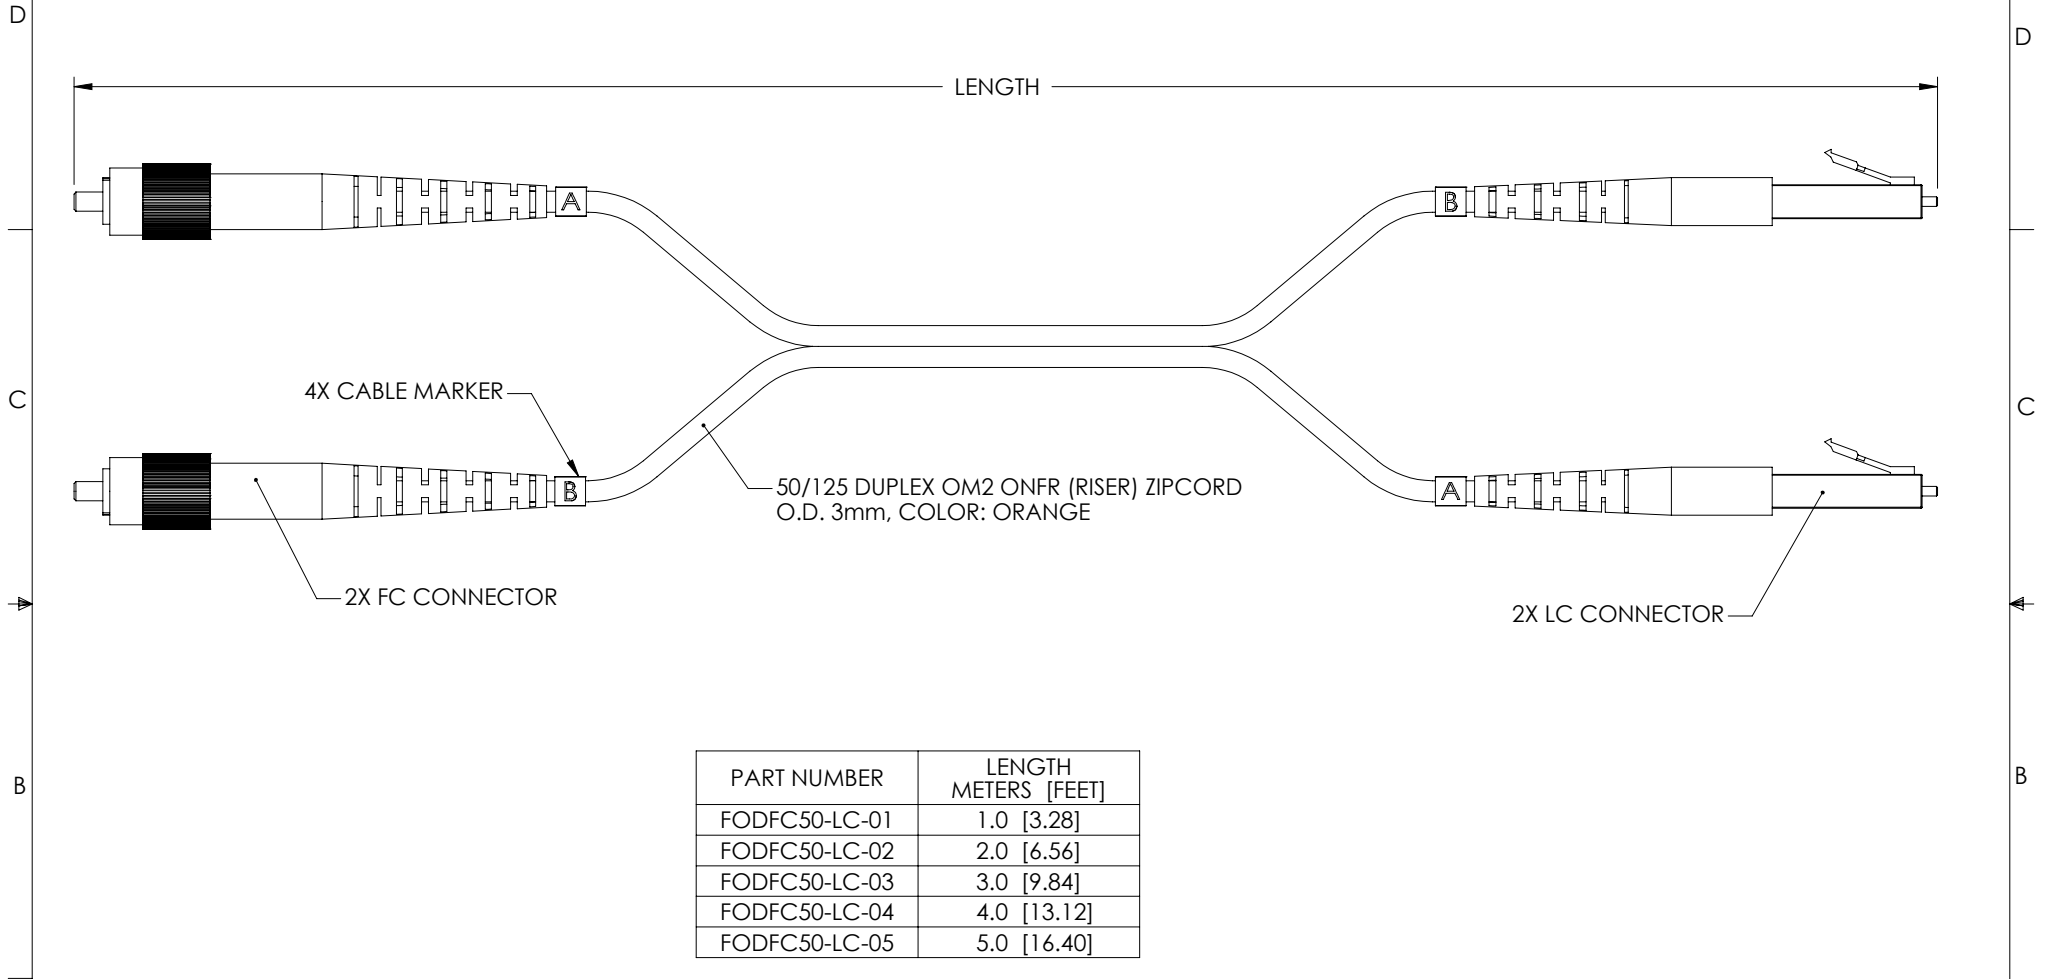 D
D
LENGTH
A
B
4X CABLE MARKER
C
C
B
A
50/125 DUPLEX OM2 ONFR (RISER) ZIPCORD
O.D. 3mm, COLOR: ORANGE
2X FC CONNECTOR
2X LC CONNECTOR
B
B
PART NUMBER
LENGTH
METERS [FEET]
FODFC50-LC-01 1.0 [3.28]
FODFC50-LC-02 2.0 [6.56]
FODFC50-LC-03 3.0 [9.84]
FODFC50-LC-04 4.0 [13.12]
FODFC50-LC-05 5.0 [16.40]